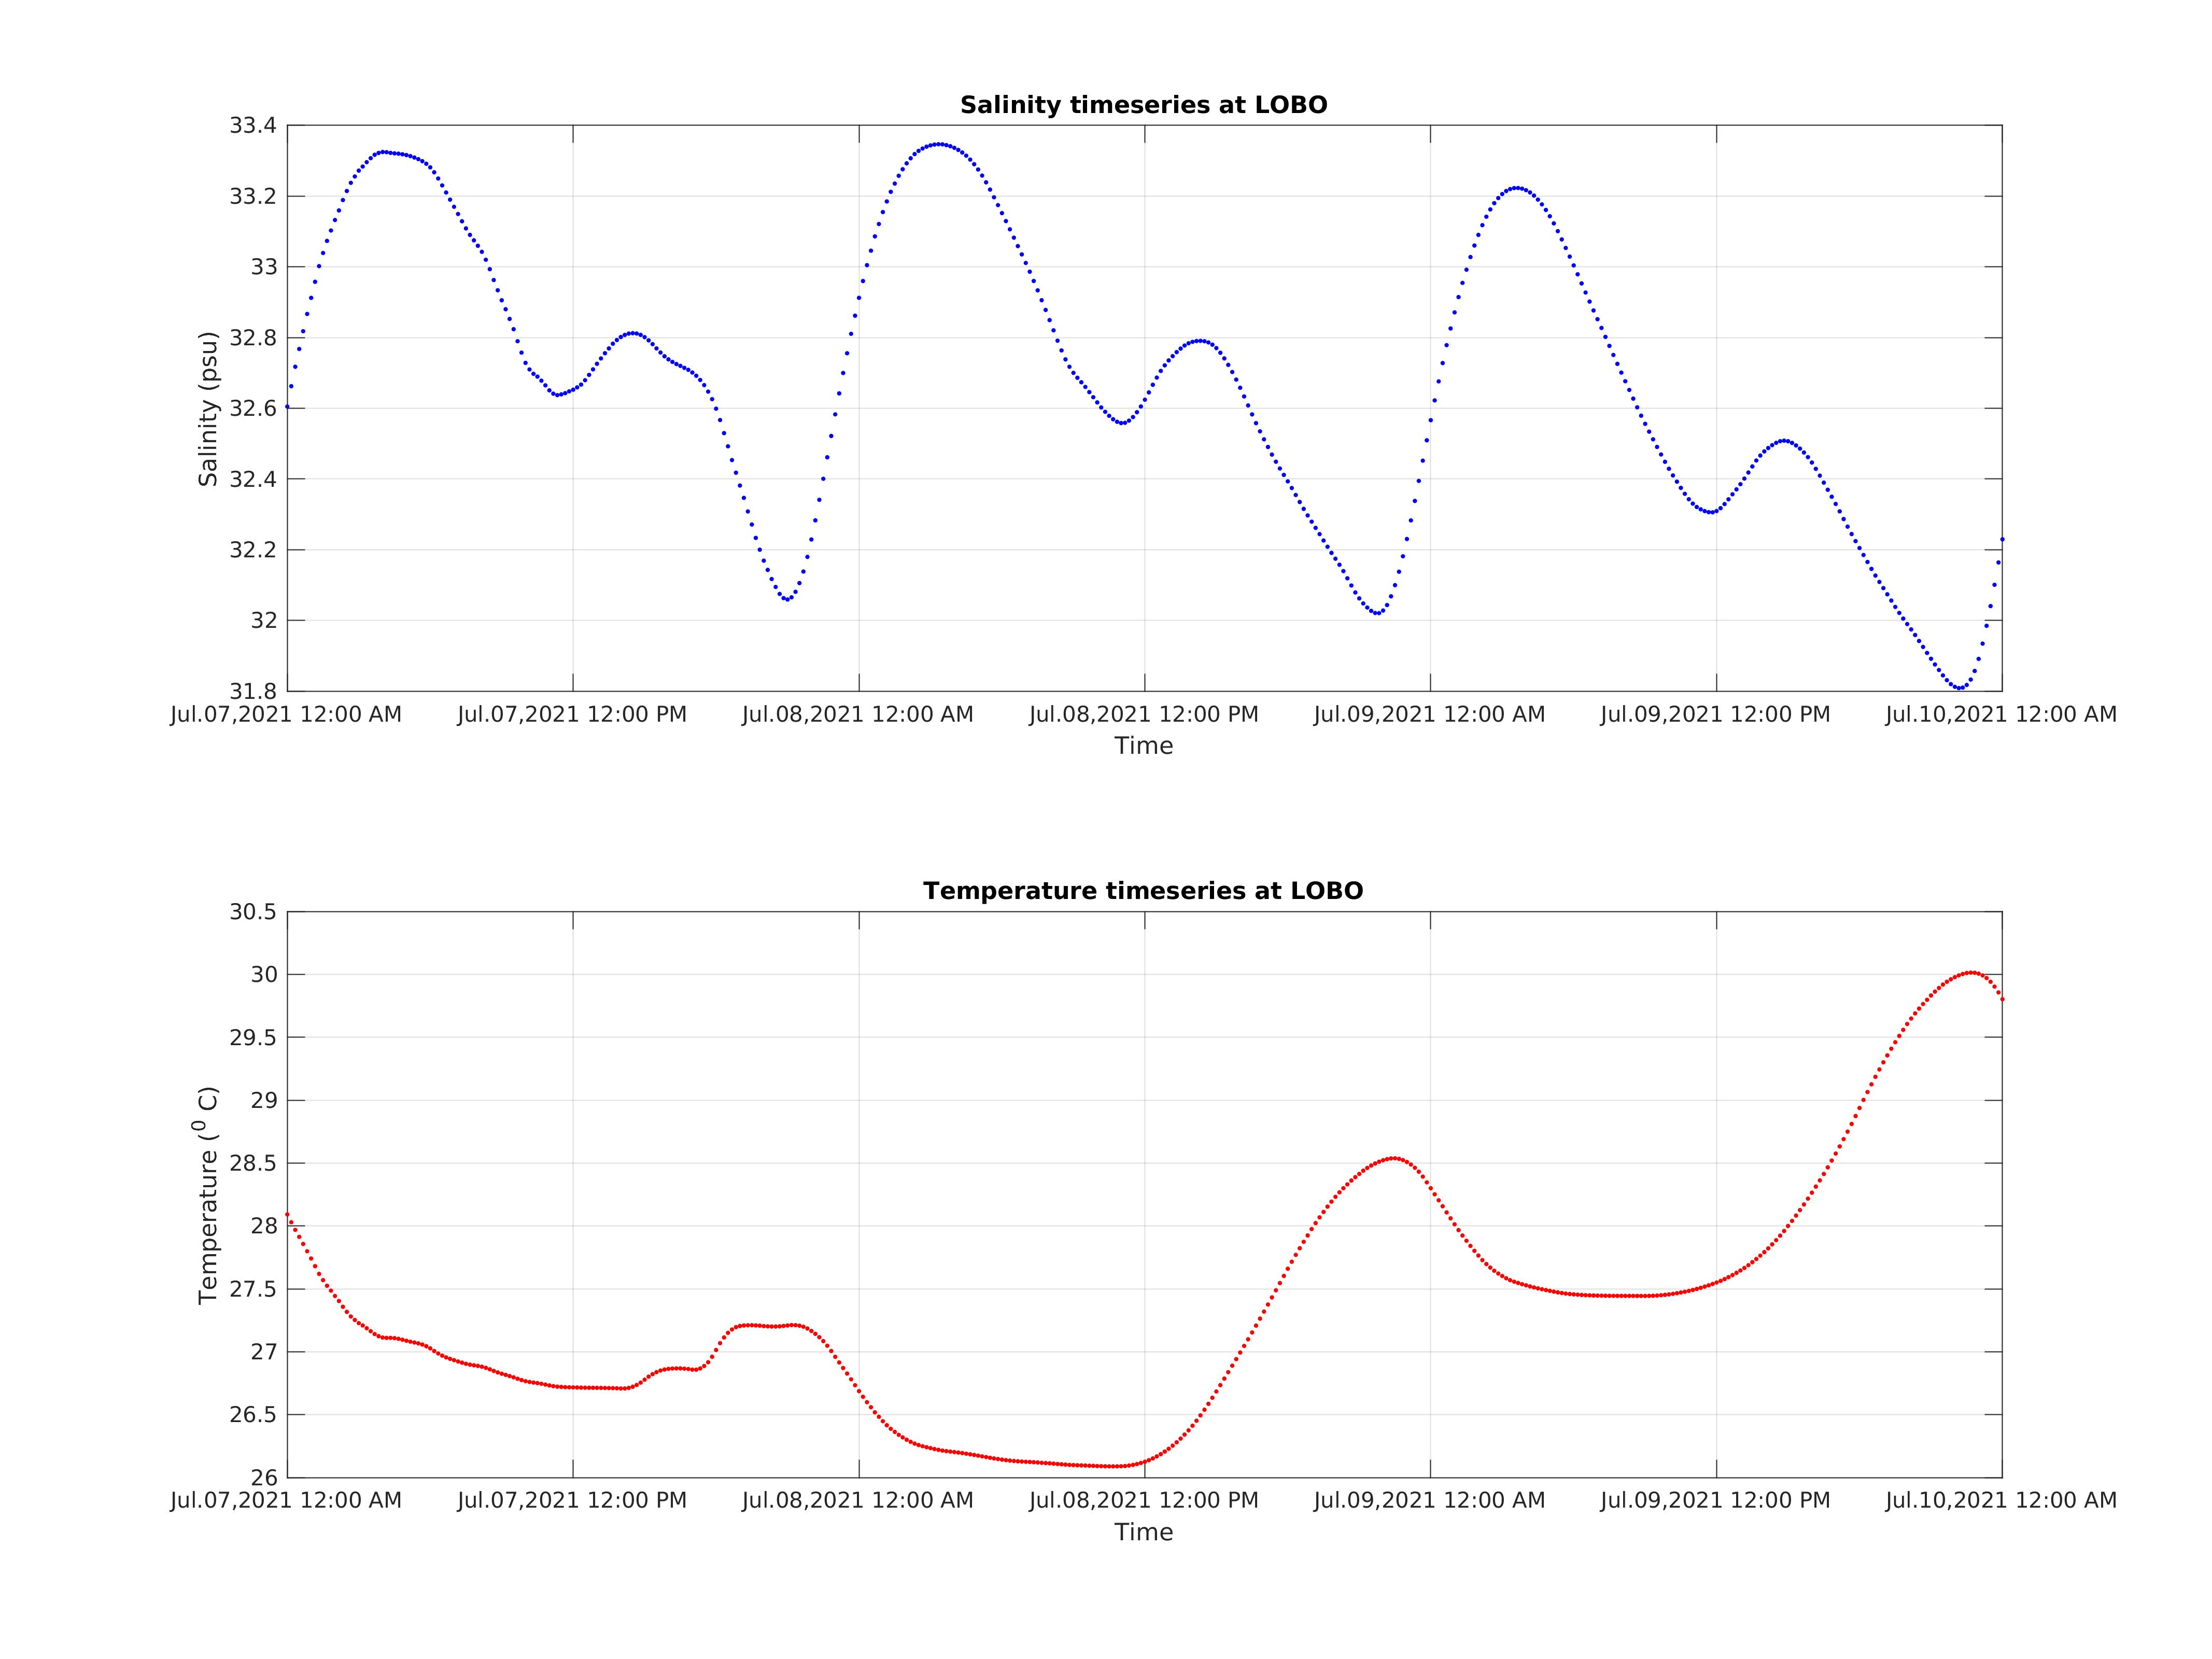 Salinity timeseries at LOBO
33.4
33.2
33
32.8
32.6
32.4
32.2
32
31.8
Salinity (psu)
Jul.07,2021 12:00 AM Jul.07,2021 12:00 PM Jul.08,2021 12:00 AM Jul.08,2021 12:00 PM Jul.09,2021 12:00 AM Jul.09,2021 12:00 PM Jul.10,2021 12:00 AM
Time
Temperature timeseries at LOBO
30.5
30
29.5
29
28.5
28
27.5
27
26.5
26
Temperature (⁰ C)
Jul.07,2021 12:00 AM Jul.07,2021 12:00 PM Jul.08,2021 12:00 AM Jul.08,2021 12:00 PM Jul.09,2021 12:00 AM Jul.09,2021 12:00 PM Jul.10,2021 12:00 AM
Time